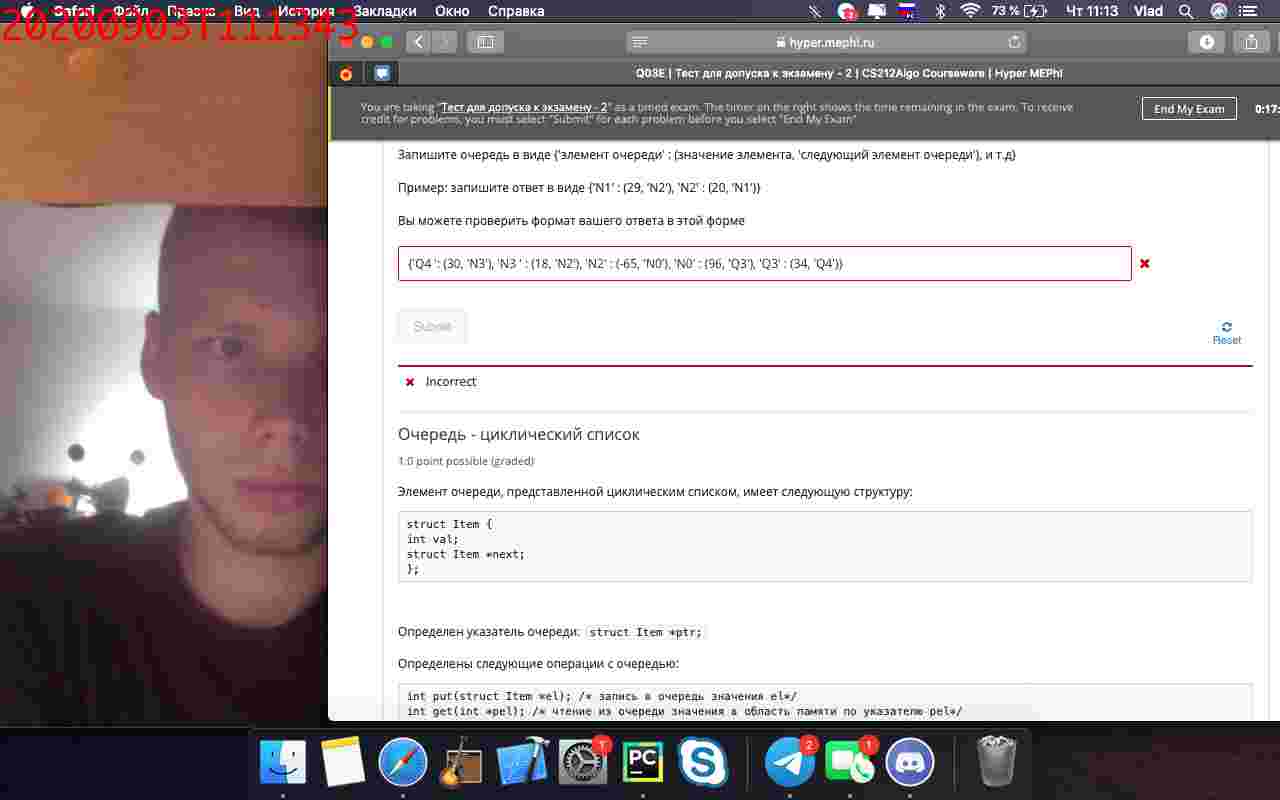 Safari Файл Правка Вид История Закладки Окно Справка 2 73 % Чт 11:13 Vlad
20200903T111343
hyper.mephi.ru
Q03E | Тест для допуска к экзамену - 2 | CS212Algo Courseware | Hyper MEPhI
You are taking "Тест для допуска к экзамену - 2" as a timed exam. The timer on the right shows the time remaining in the exam. To receive
credit for problems, you must select "Submit" for each problem before you select "End My Exam"
End My Exam
0:17:
Запишите очередь в виде {'элемент очереди' : (значение элемента, 'следующий элемент очереди'), и т.д}
Пример: запишите ответ в виде {'N1' : (29, 'N2'), 'N2' : (20, 'N1')}
Вы можете проверить формат вашего ответа в этой форме
{'Q4 ': (30, 'N3'), 'N3 ' : (18, 'N2'), 'N2' : (-65, 'N0'), 'N0' : (96, 'Q3'), 'Q3' : (34, 'Q4')}
Submit
Reset
Incorrect
Очередь - циклический список
1.0 point possible (graded)
Элемент очереди, представленной циклическим списком, имеет следующую структуру:
struct Item {
int val;
struct Item *next;
};
Определен указатель очереди: struct Item *ptr;
Определены следующие операции с очередью:
int put(struct Item *el); /* запись в очередь значения el*/
int get(int *pel); /* чтение из очереди значения в область памяти по указателю pel*/
1 PC 2 1